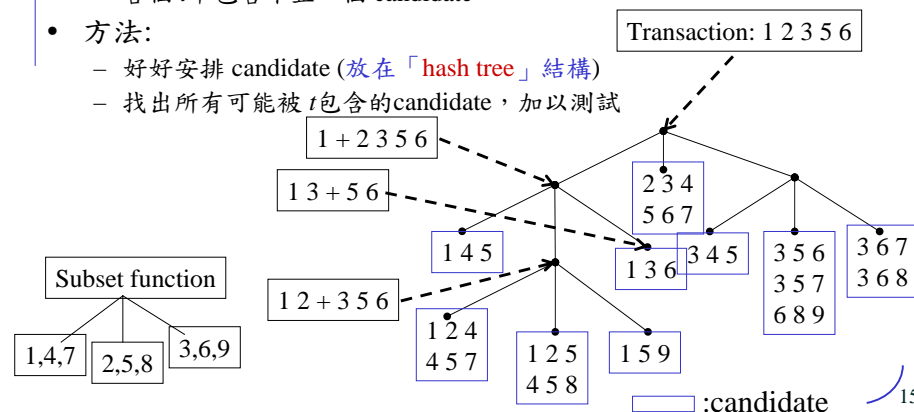 • 方法:
– 好好安排 candidate (放在「hash tree」結構)
– 找出所有可能被 t包含的candidate，加以測試
Transaction: 1 2 3 5 6
1 + 2 3 5 6
1 3 + 5 6
1 2 + 3 5 6
2 3 4
5 6 7
1 4 5
1 3 6
3 4 5
3 5 6
3 5 7
6 8 9
3 6 7
3 6 8
Subset function
1,4,7
2,5,8
3,6,9
1 2 4
4 5 7
1 2 5
4 5 8
1 5 9
:candidate
15